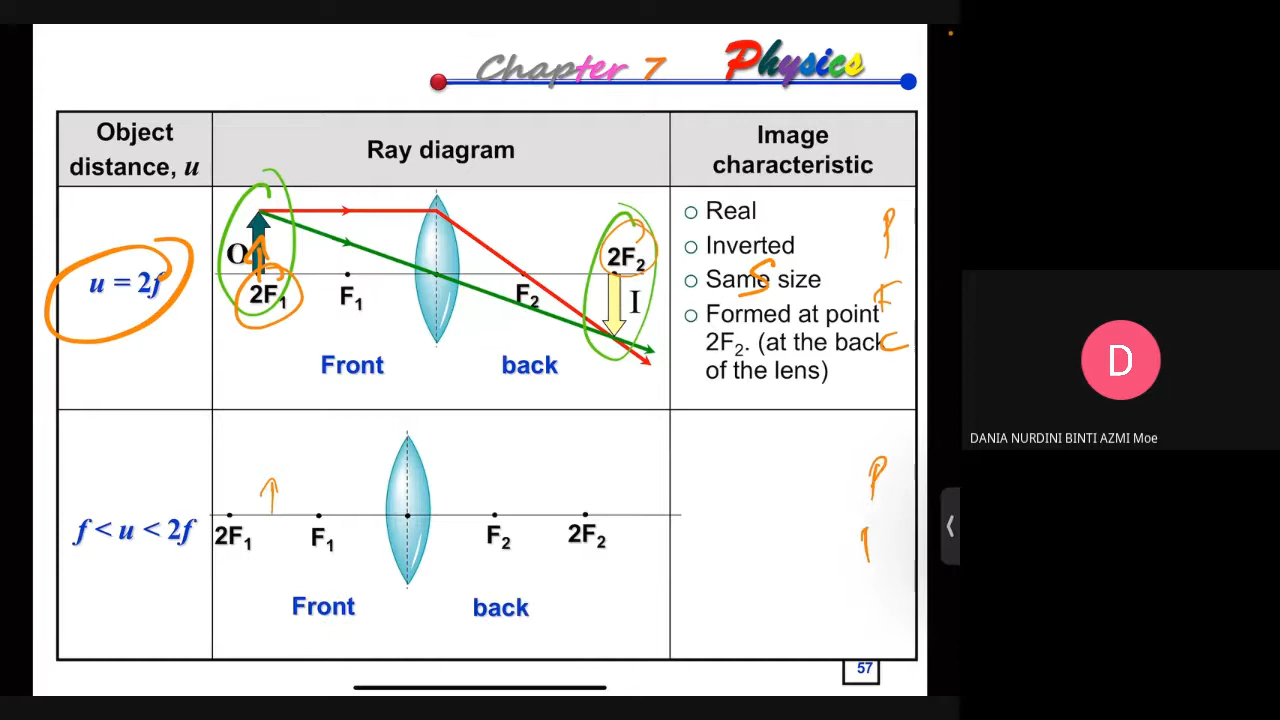 Chapter 7 Physics
Object
distance, u
Ray diagram
Image
characteristic
u = 2f
O
2F₁
F₁
F₂
2F₂
I
Front
back
Real
Inverted
Same size
Formed at point
2F₂. (at the back
of the lens)
P
S
f < u < 2f
2F₁
F₁
F₂
2F₂
Front
back
P
57
D
DANIA NURDINI BINTI AZMI Moe